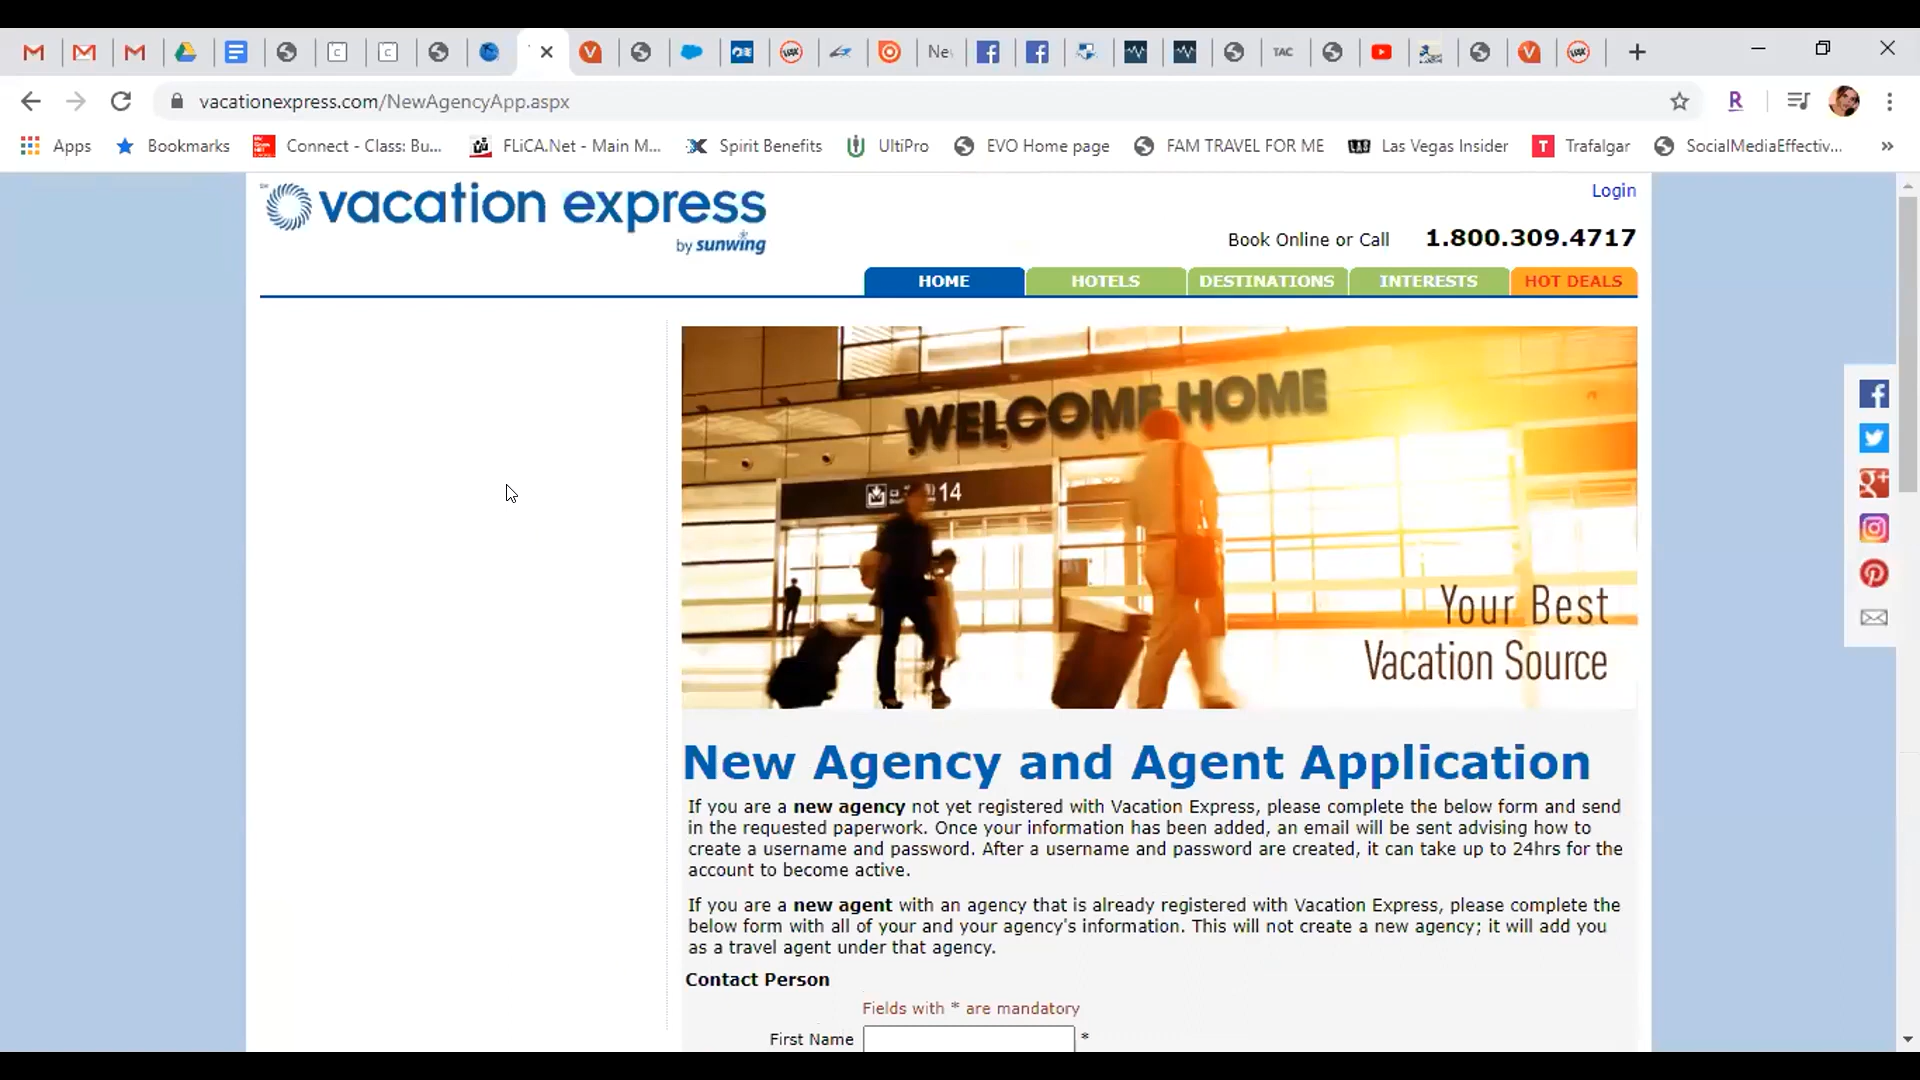 Ne
TAC
vacationexpress.com/NewAgencyApp.aspx
Apps
Bookmarks
Connect - Class: Bu...
FLiCA.Net - Main M...
Spirit Benefits
UltiPro
EVO Home page
FAM TRAVEL FOR ME
Las Vegas Insider
Trafalgar
SocialMediaEffectiv...
»
vacation express
by sunwing
Login
Book Online or Call 1.800.309.4717
HOME
HOTELS
DESTINATIONS
INTERESTS
HOT DEALS
WELCOME HOME
14
Your Best
Vacation Source
New Agency and Agent Application
If you are a new agency not yet registered with Vacation Express, please complete the below form and send
in the requested paperwork. Once your information has been added, an email will be sent advising how to
create a username and password. After a username and password are created, it can take up to 24hrs for the
account to become active.
If you are a new agent with an agency that is already registered with Vacation Express, please complete the
below form with all of your and your agency's information. This will not create a new agency; it will add you
as a travel agent under that agency.
Contact Person
Fields with * are mandatory
First Name *